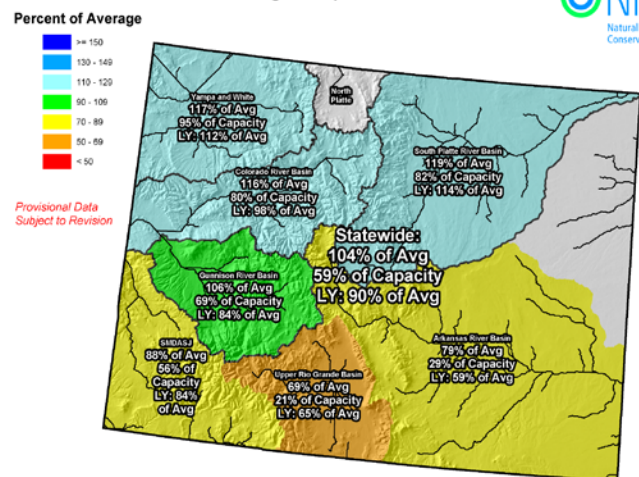 Percent of Average
>= 150
130 - 149
110 - 129
90 - 109
70 - 89
50 - 69
< 50
Provisional Data
Subject to Revision
Natural
Conserva
North
Platte
Yampa and White
117% of Avg
95% of Capacity
LY: 112% of Avg
South Platte River Basin
119% of Avg
82% of Capacity
LY: 114% of Avg
Colorado River Basin
116% of Avg
80% of Capacity
LY: 98% of Avg
Statewide:
104% of Avg
59% of Capacity
LY: 90% of Avg
Gunnison River Basin
106% of Avg
69% of Capacity
LY: 84% of Avg
Arkansas River Basin
79% of Avg
29% of Capacity
LY: 59% of Avg
SMDASJ
88% of Avg
56% of
Capacity
LY: 84%
of Avg
Upper Rio Grande Basin
69% of Avg
21% of Capacity
LY: 65% of Avg